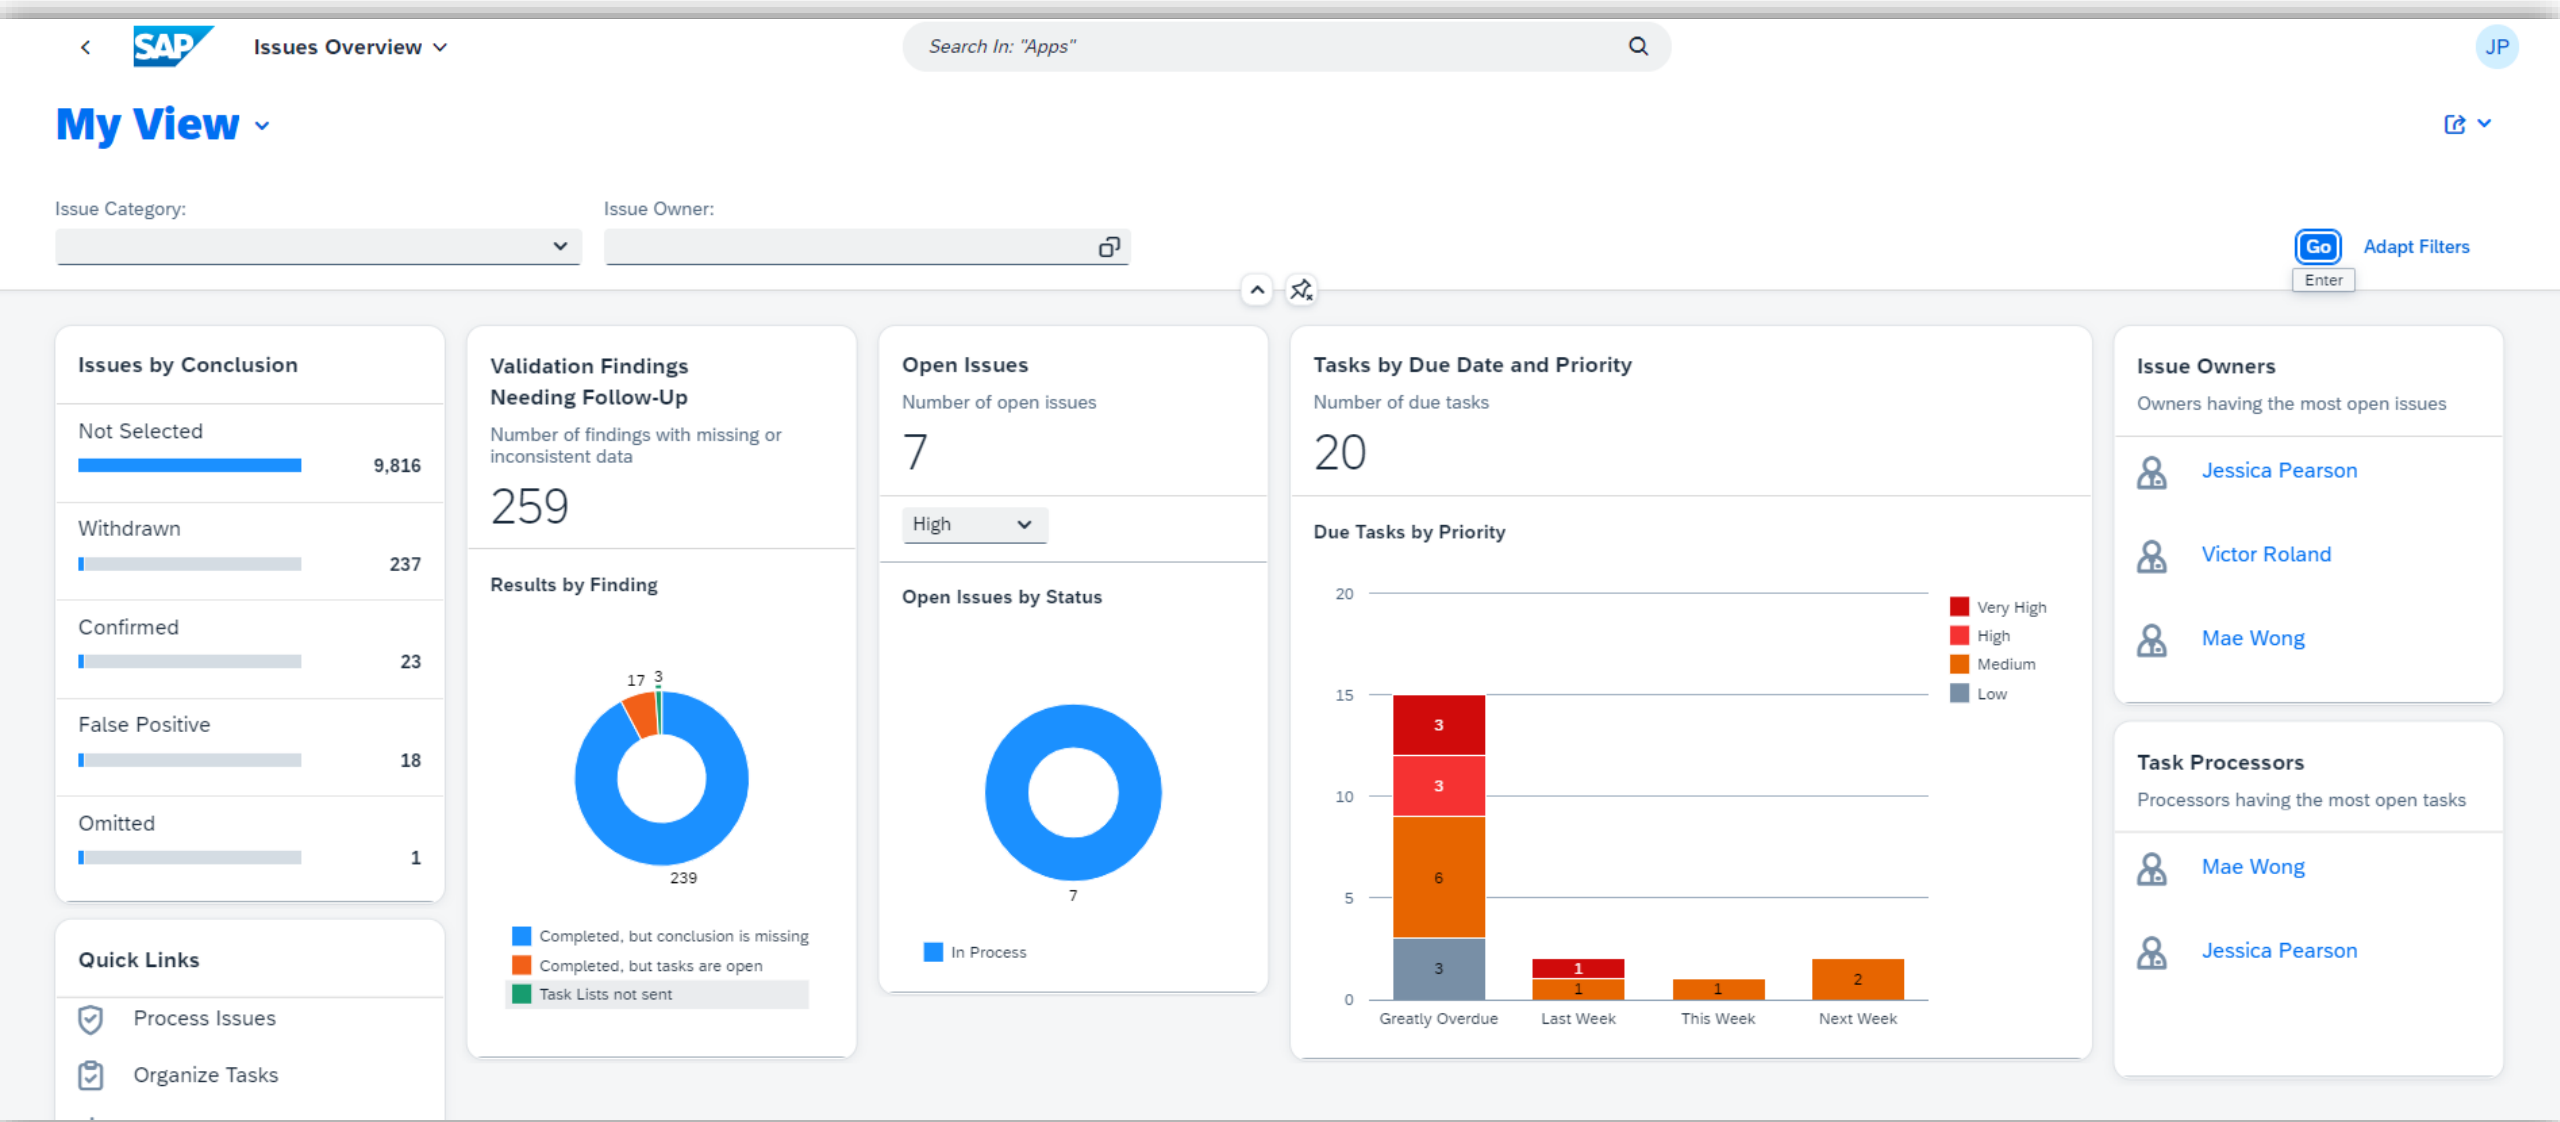 SAP
Issues Overview
Search In: "Apps"
JP
My View
Issue Category:
Issue Owner:
Go
Adapt Filters
Enter
Issues by Conclusion
Not Selected
9,816
Withdrawn
237
Confirmed
23
False Positive
18
Omitted
1
Quick Links
Process Issues
Organize Tasks
Validation Findings
Needing Follow-Up
Number of findings with missing or
inconsistent data
259
Results by Finding
17 3
239
Completed, but conclusion is missing
Completed, but tasks are open
Task Lists not sent
Open Issues
Number of open issues
7
High
Open Issues by Status
7
In Process
Tasks by Due Date and Priority
Number of due tasks
20
Due Tasks by Priority
20
15
10
5
0
3
3
6
3
1
1
1
2
Greatly Overdue
Last Week
This Week
Next Week
Very High
High
Medium
Low
Issue Owners
Owners having the most open issues
Jessica Pearson
Victor Roland
Mae Wong
Task Processors
Processors having the most open tasks
Mae Wong
Jessica Pearson